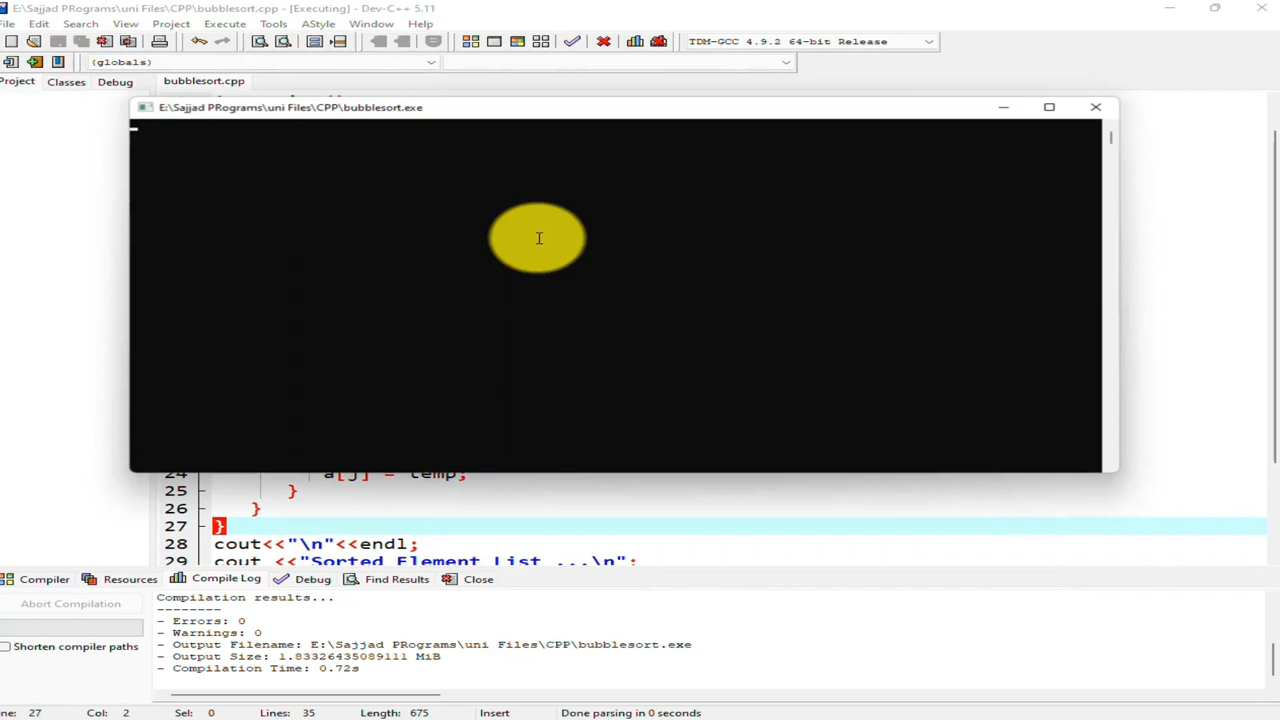 E:\Sajjad PRograms\uni Files\CPP\bubblesort.cpp - [Executing] - Dev-C++ 5.11
File Edit Search View Project Execute Tools AStyle Window Help
TDM-GCC 4.9.2 64-bit Release
(globals)
Project Classes Debug bubblesort.cpp
E:\Sajjad PRograms\uni Files\CPP\bubblesort.exe
24 a[j] = temp;
25 }
26 }
27 }
28 cout<<"\n"<<endl;
29 cout <<"Sorted Element List ...\n";
Compiler Resources Compile Log Debug Find Results Close
Abort Compilation
Shorten compiler paths
Compilation results...
--------
- Errors: 0
- Warnings: 0
- Output Filename: E:\Sajjad PRograms\uni Files\CPP\bubblesort.exe
- Output Size: 1.83326435089111 MiB
- Compilation Time: 0.72s
ne: 27 Col: 2 Sel: 0 Lines: 35 Length: 675 Insert Done parsing in 0 seconds